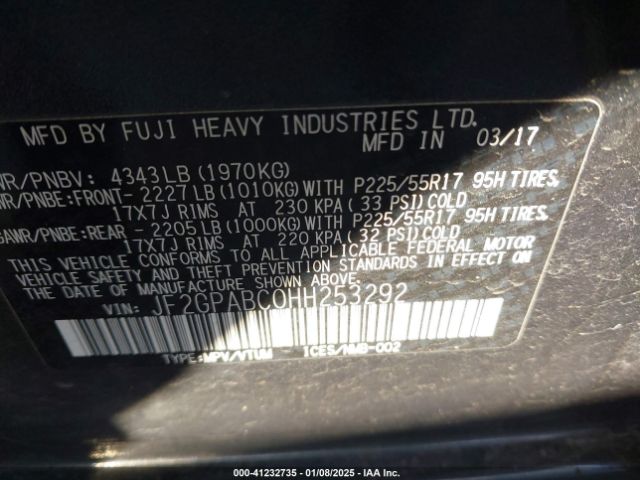 MFD BY FUJI HEAVY INDUSTRIES LTD.
MFD IN 03/17
WR/PNBV: 4343LB (1970KG)
WR/PNBE:FRONT- 2227LB (1010KG) WITH P225/55R17 95H TIRES,
17X7J RIMS AT 230 KPA (33 PSI) COLD
GAWR/PNBE:REAR - 2205LB (1000KG) WITH P225/55R17 95H TIRES,
17X7J RIMS AT 220 KPA (32 PSI) COLD
THIS VEHICLE CONFORMS TO ALL APPLICABLE FEDERAL MOTOR
VEHICLE SAFETY AND THEFT PREVENTION STANDARDS IN EFFECT
ON THE DATE OF MANUFACTURE SHOWN ABOVE.
VIN: JF2GPABC0HH253292
TYPE:MPV/VTUM ICES/NMB-002
000-41232735 - 01/08/2025 - IAA Inc.